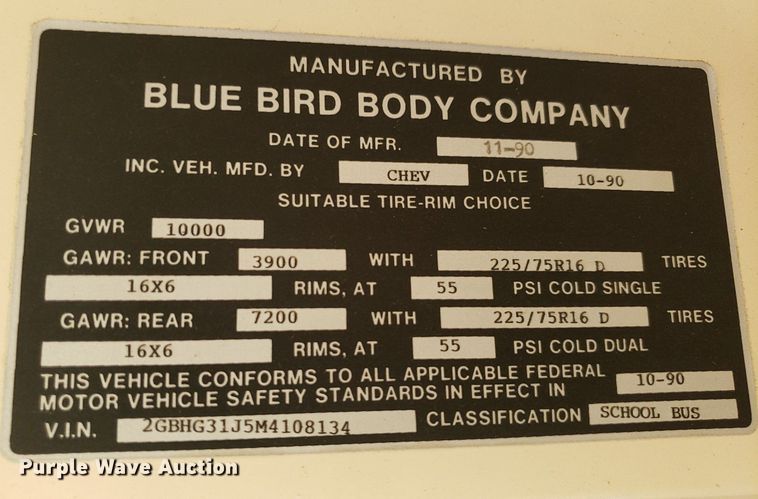 MANUFACTURED BY
BLUE BIRD BODY COMPANY
DATE OF MFR. 11-90
INC. VEH. MFD. BY CHEV DATE 10-90
SUITABLE TIRE-RIM CHOICE
GVWR 10000
GAWR: FRONT 3900 WITH 225/75R16 D TIRES
16X6 RIMS, AT 55 PSI COLD SINGLE
GAWR: REAR 7200 WITH 225/75R16 D TIRES
16X6 RIMS, AT 55 PSI COLD DUAL
THIS VEHICLE CONFORMS TO ALL APPLICABLE FEDERAL
MOTOR VEHICLE SAFETY STANDARDS IN EFFECT IN 10-90
V.I.N. 2GBHG31J5M4108134 CLASSIFICATION SCHOOL BUS
Purple Wave Auction